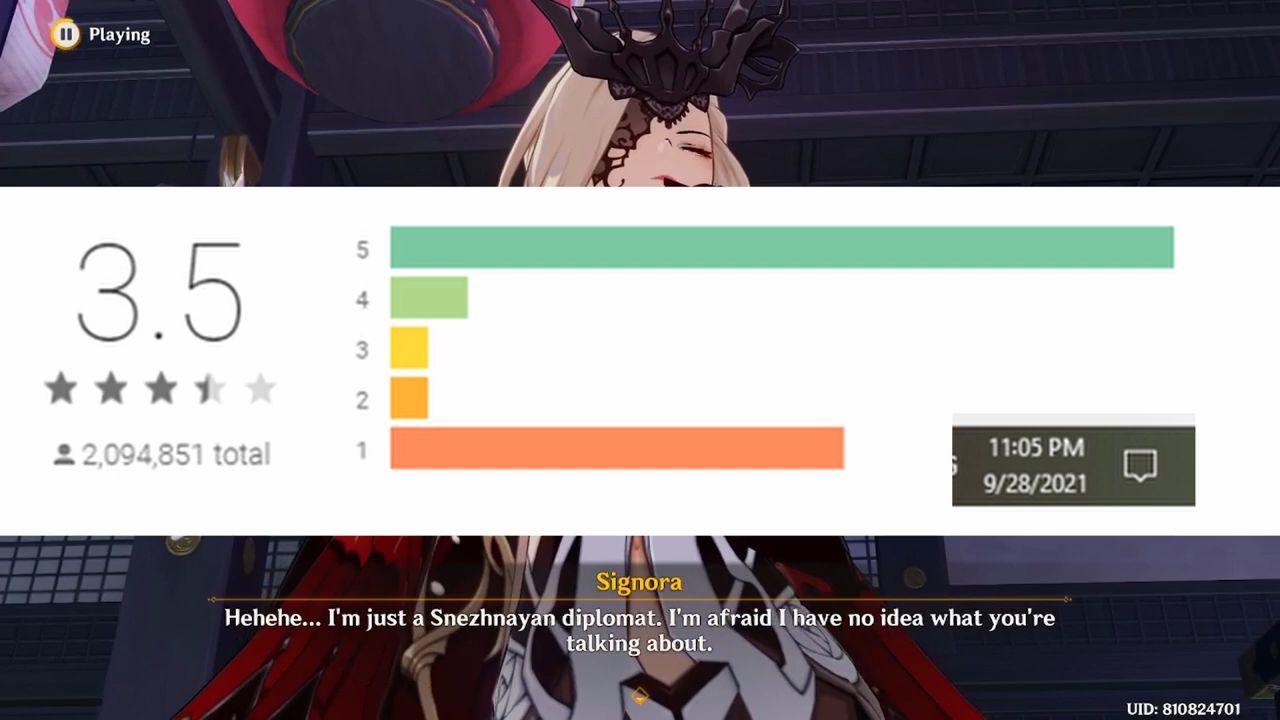 Playing
3.5
5
4
3
2
1
2,094,851 total
11:05 PM
9/28/2021
Signora
Hehehe... I'm just a Snezhnayan diplomat. I'm afraid I have no idea what you're
talking about.
UID: 810824701